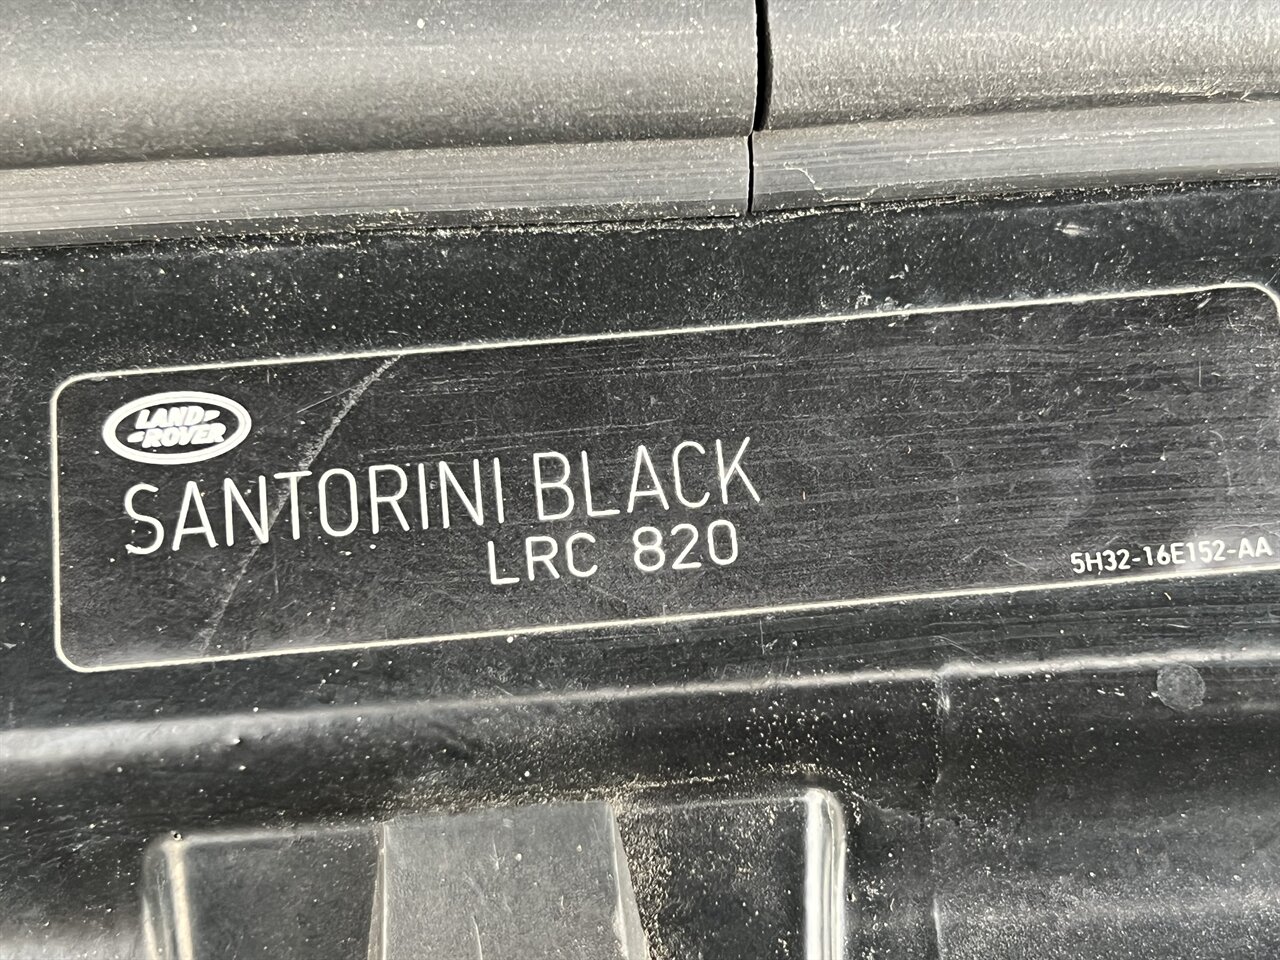 LAND
ROVER
SANTORINI BLACK
LRC 820
5H32-16E152-AA